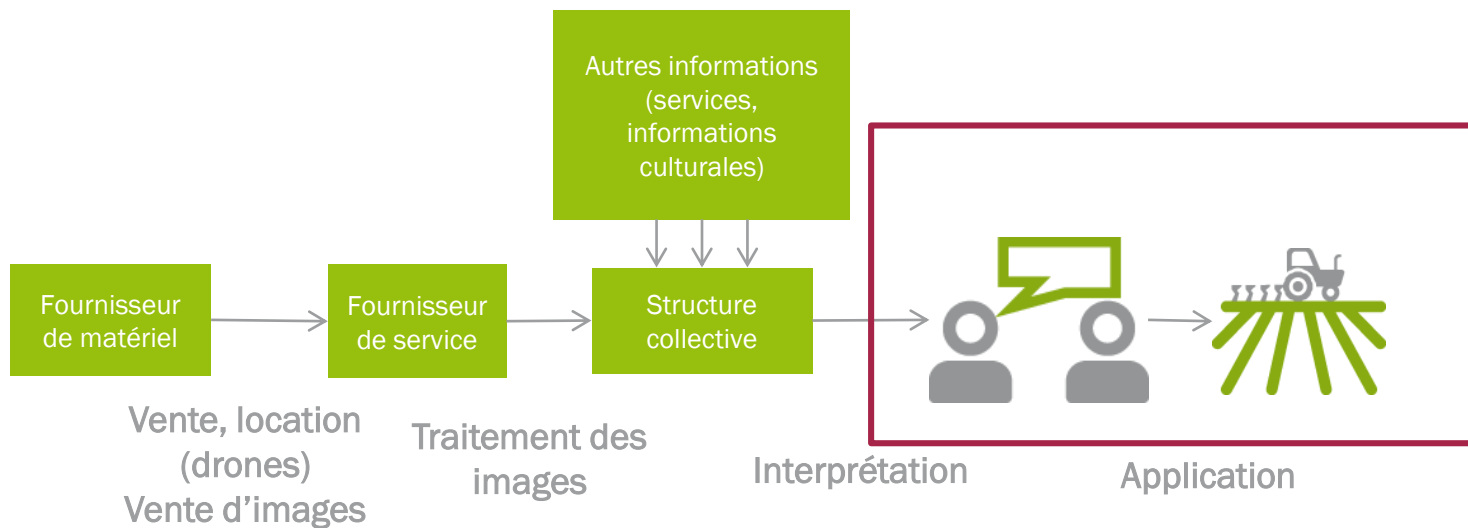 Autres informations
(services,
informations
culturales)
Fournisseur
de matériel
Fournisseur
de service
Structure
collective
Vente, location
(drones)
Vente d’images
Traitement des
images
Interprétation
Application